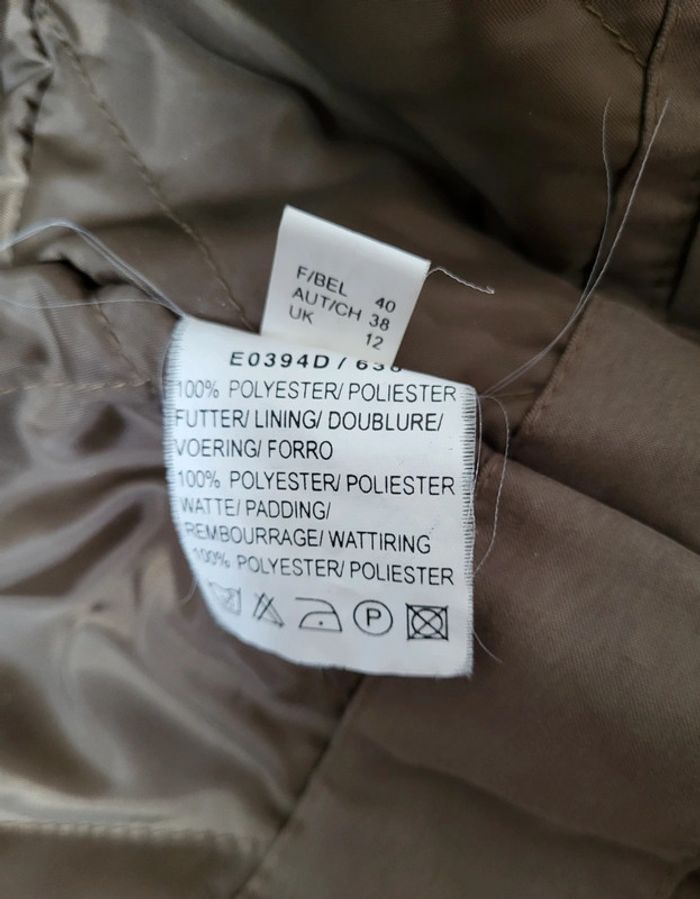 F/BEL 40
AUT/CH 38
UK 12
E0394D / 
100% POLYESTER/ POLIESTER
FUTTER/ LINING/ DOUBLURE/
VOERING/ FORRO
100% POLYESTER/ POLIESTER
WATTE/ PADDING/
REMBOURRAGE/ WATTIRING
100% POLYESTER/ POLIESTER
P